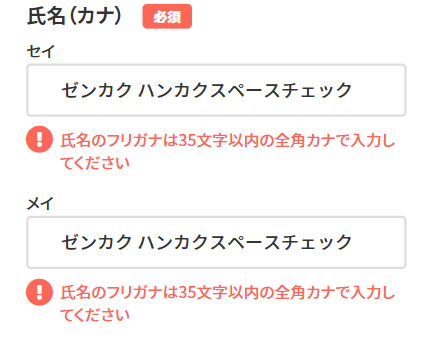 氏名（カナ） 必須
セイ
ゼンカク ハンカクスペースチェック
氏名のフリガナは35文字以内の全角カナで入力し
てください
メイ
ゼンカク ハンカクスペースチェック
氏名のフリガナは35文字以内の全角カナで入力し
てください